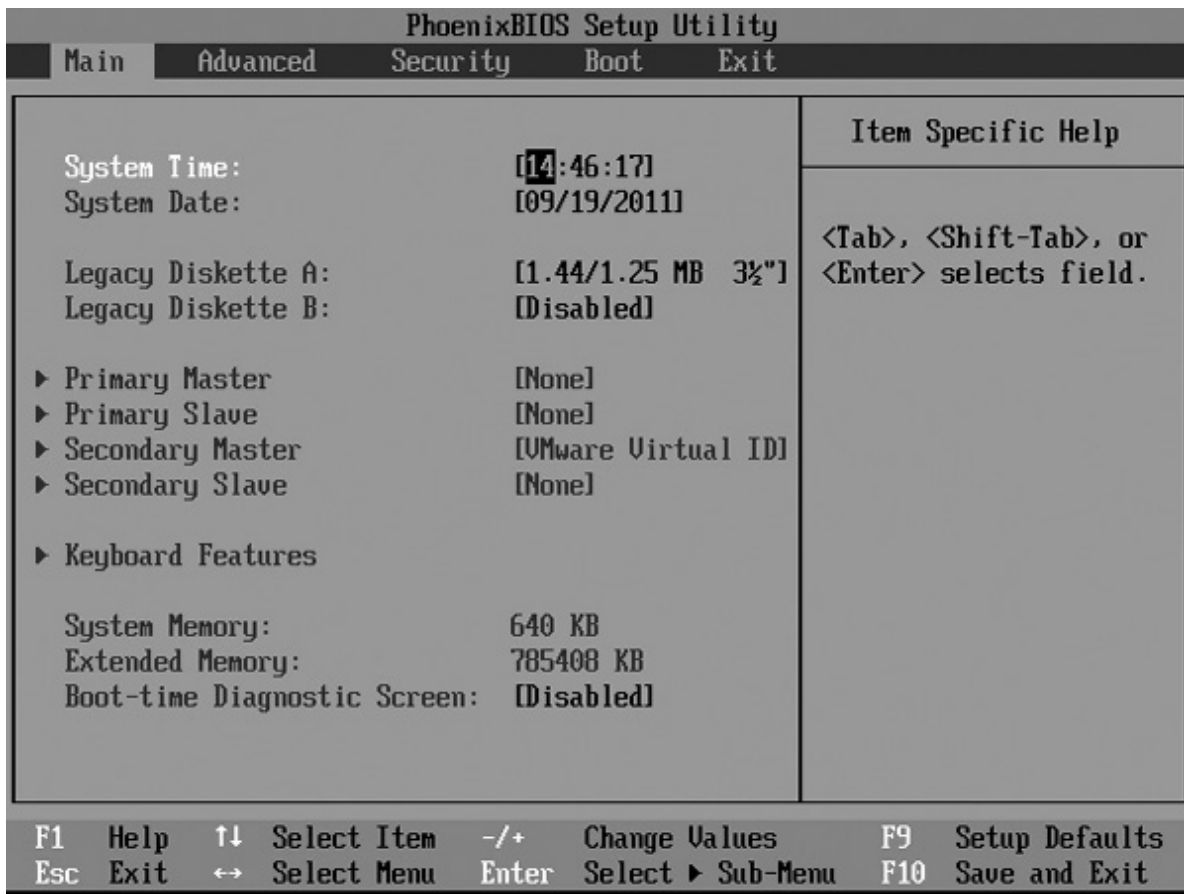 PhoenixBIOS Setup Utility
Main Advanced Security Boot Exit
Item Specific Help
System Time: [14:46:17]
System Date: [09/19/2011]
<Tab>, <Shift-Tab>, or
<Enter> selects field.
Legacy Diskette A: [1.44/1.25 MB 3½"]
Legacy Diskette B: [Disabled]
▶ Primary Master [None]
▶ Primary Slave [None]
▶ Secondary Master [VMware Virtual ID]
▶ Secondary Slave [None]
▶ Keyboard Features
System Memory: 640 KB
Extended Memory: 785408 KB
Boot-time Diagnostic Screen: [Disabled]
F1 Help ↑↓ Select Item -/+ Change Values F9 Setup Defaults
Esc Exit ↔ Select Menu Enter Select ▶ Sub-Menu F10 Save and Exit